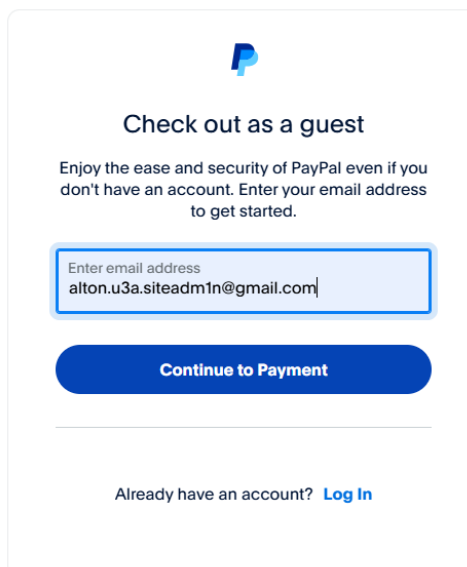 Check out as a guest
Enjoy the ease and security of PayPal even if you
don't have an account. Enter your email address
to get started.
Enter email address
alton.u3a.siteadm1n@gmail.com
Continue to Payment
Already have an account? Log In